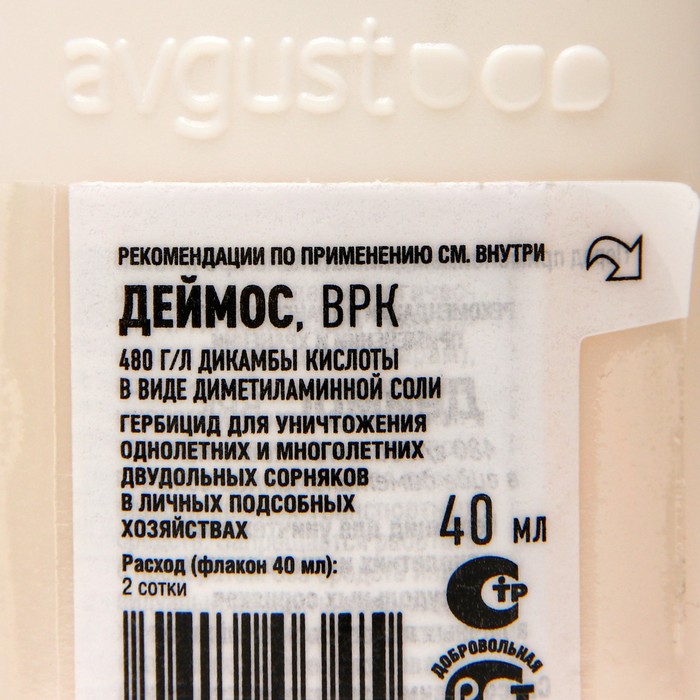 avgust
РЕКОМЕНДАЦИИ ПО ПРИМЕНЕНИЮ СМ. ВНУТРИ
ДЕЙМОС, ВРК
480 Г/Л ДИКАМБЫ КИСЛОТЫ
В ВИДЕ ДИМЕТИЛАМИННОЙ СОЛИ
ГЕРБИЦИД ДЛЯ УНИЧТОЖЕНИЯ
ОДНОЛЕТНИХ И МНОГОЛЕТНИХ
ДВУДОЛЬНЫХ СОРНЯКОВ
В ЛИЧНЫХ ПОДСОБНЫХ
ХОЗЯЙСТВАХ
40 МЛ
Расход (флакон 40 мл):
2 сотки
ТР
ДОБРОВОЛЬНАЯ